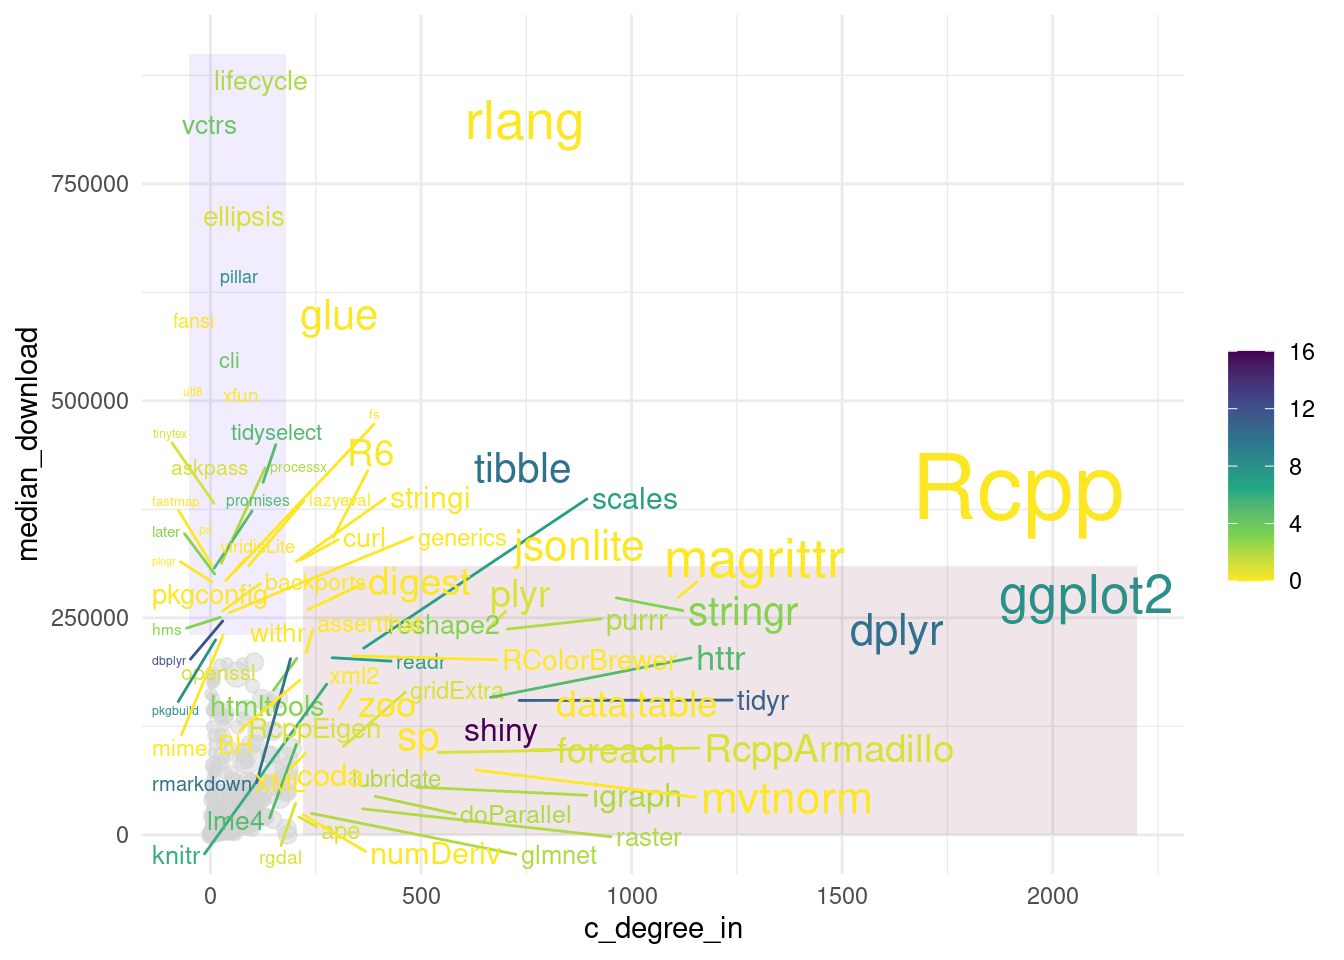 lifecycle
rlang
vctrs
750000
ellipsis
pillar
glue
fansi
cli
utf8
xfun
500000
fs
tinytex
tidyselect
R6
tibble
askpass
processx
Rcpp
fastmap
promises
lazyeval
stringi
scales
later
ps
curl
generics
jsonlite
viridisLite
plogr
magrittr
backports
digest
pkgconfig
plyr
ggplot2
stringr
250000
hms
withr
assertthat
reshape2
purrr
dplyr
dbplyr
readr
RColorBrewer
httr
openssl
xml2
gridExtra
pkgbuild
htmltools
zoo
data.table
tidyr
RcppEigen
shiny
mime
BH
sp
foreach
RcppArmadillo
rmarkdown
XML
coda
lubridate
igraph
mvtnorm
lme4
doParallel
0
ape
raster
knitr
rgdal
numDeriv
glmnet
0 500 1000 1500 2000
c_degree_in
median_download
16
12
8
4
0